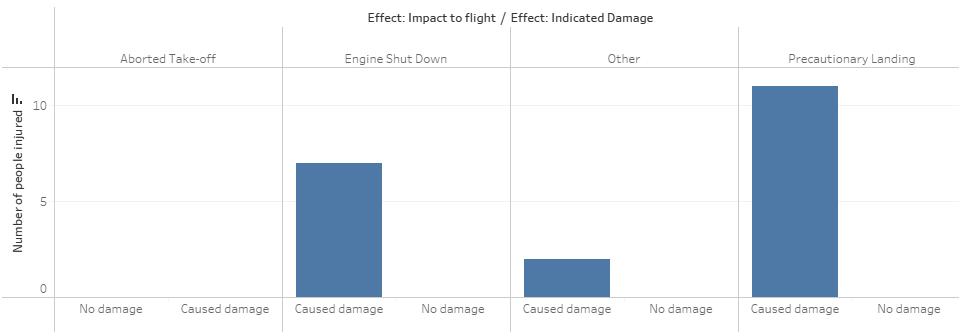 Effect: Impact to flight / Effect: Indicated Damage
Aborted Take-off Engine Shut Down Other Precautionary Landing
Number of people injured
10
5
0
No damage Caused damage Caused damage No damage Caused damage No damage Caused damage No damage